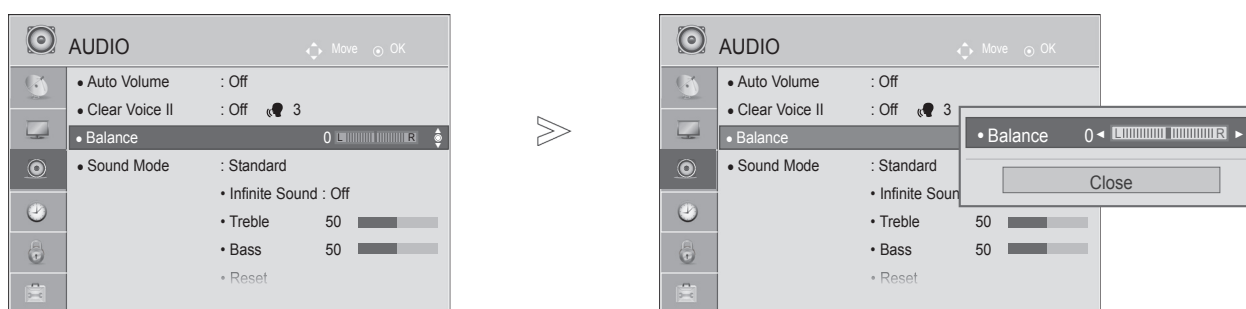 AUDIO Move OK
• Auto Volume : Off
• Clear Voice II : Off 3
• Balance 0 L R
• Sound Mode : Standard
• Infinite Sound : Off
• Treble 50
• Bass 50
• Reset
AUDIO Move OK
• Auto Volume : Off
• Clear Voice II : Off 3
• Balance
• Sound Mode : Standard
• Infinite Soun
• Treble 50
• Bass 50
• Reset
• Balance 0 L R
Close